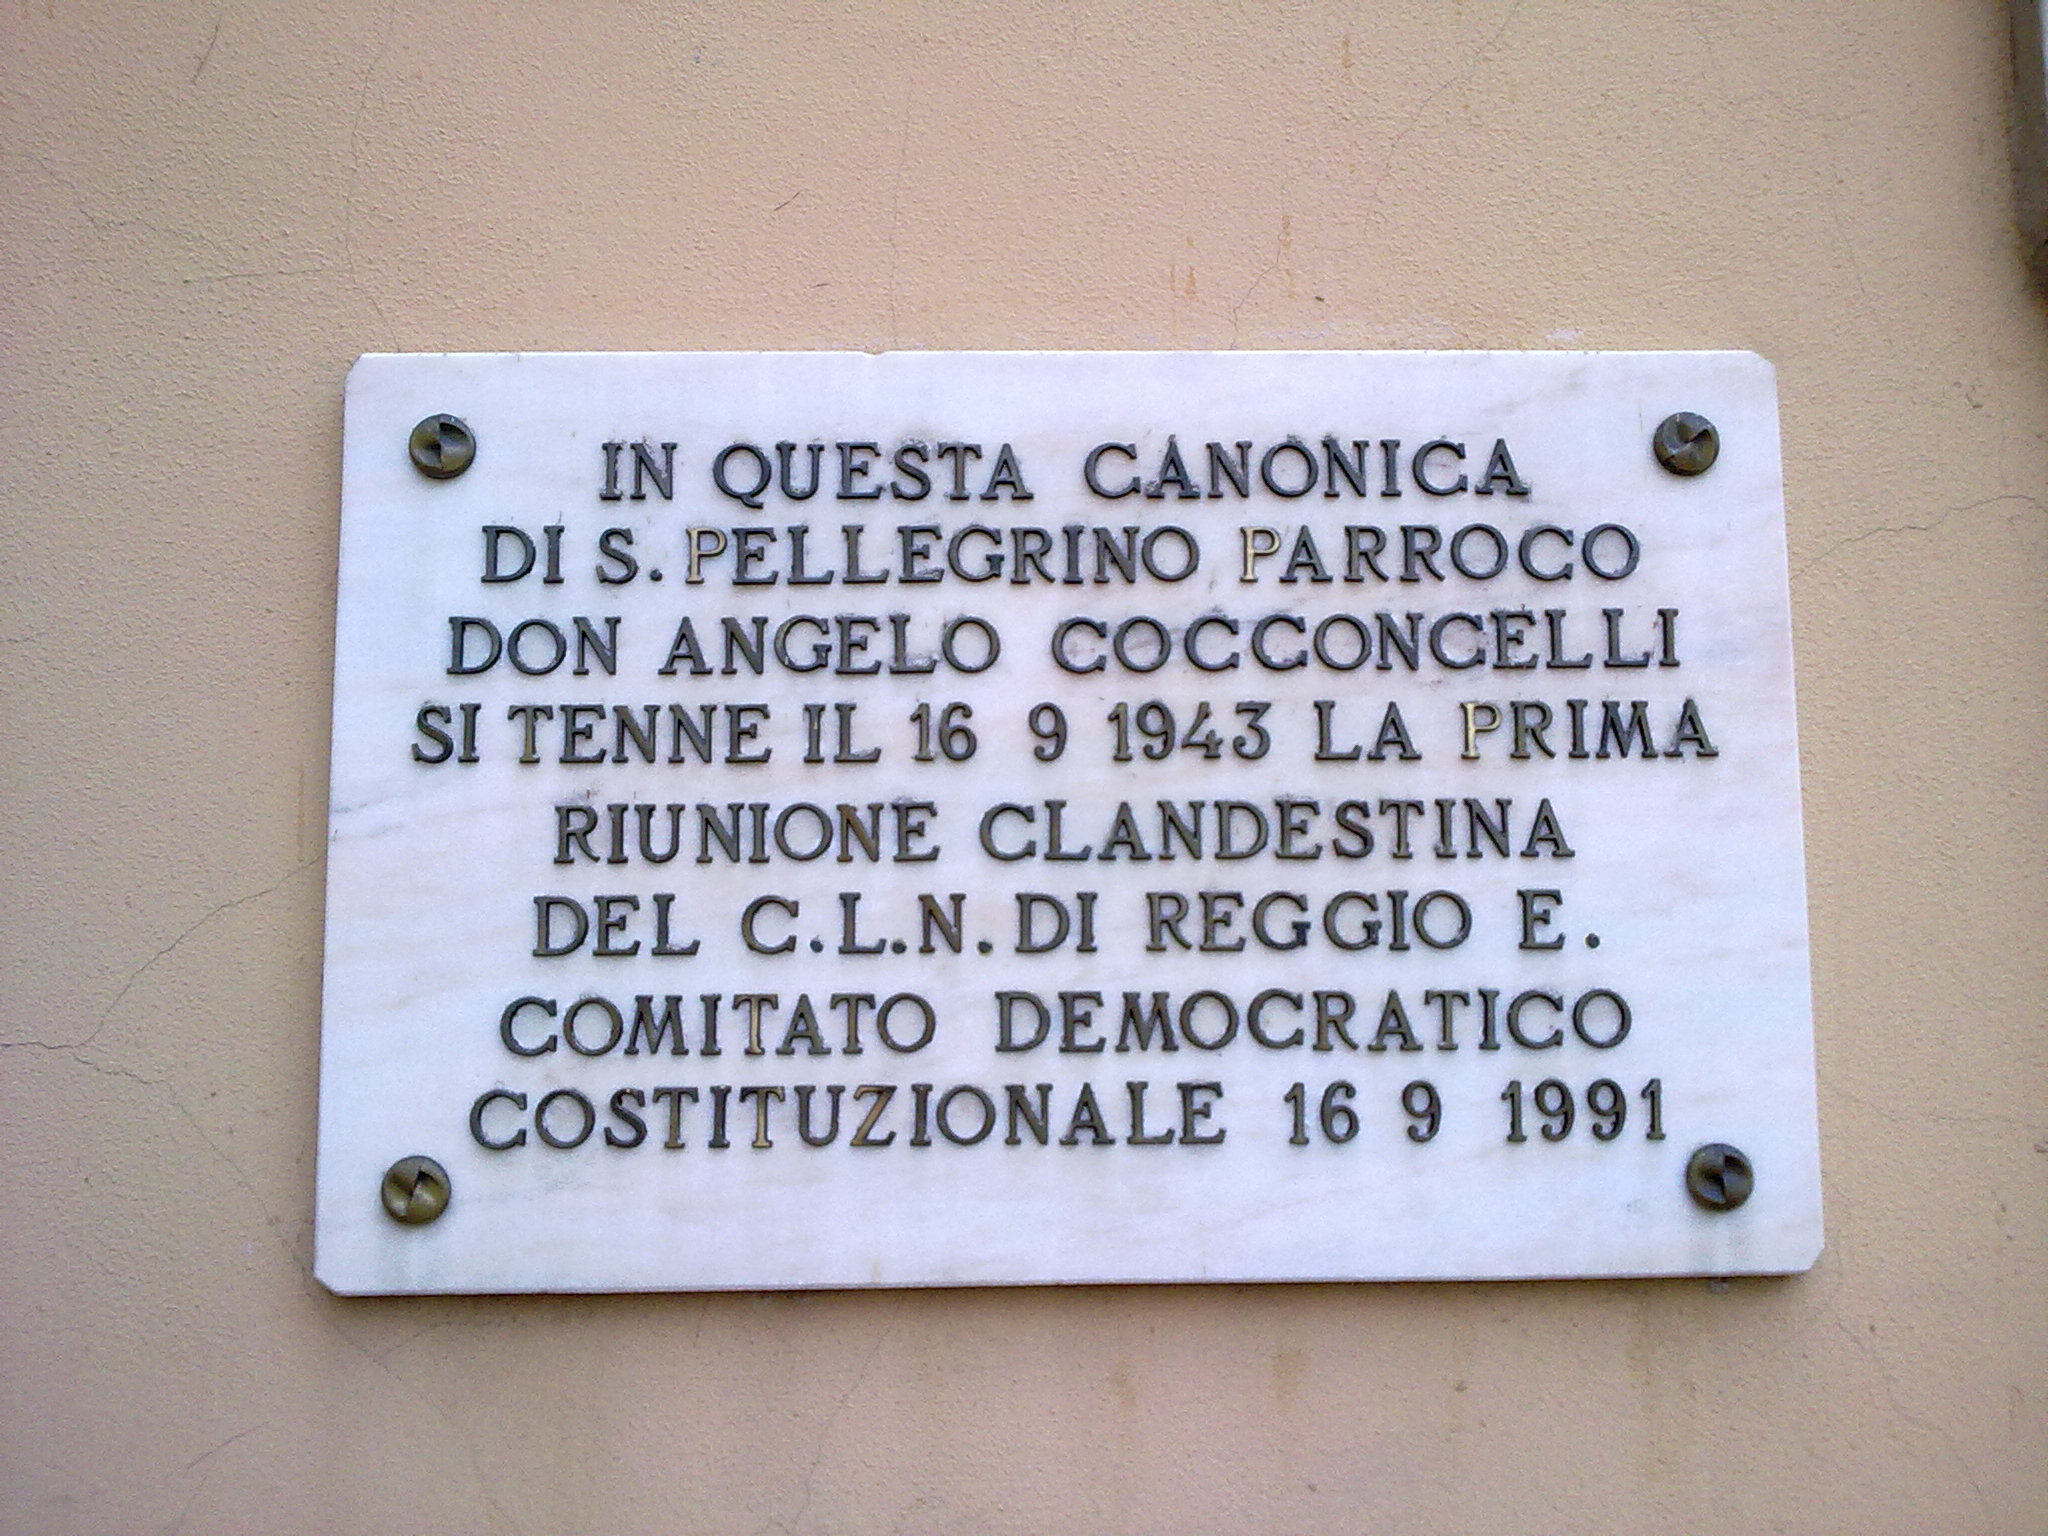 IN QUESTA CANONICA
DI S. PELLEGRINO PARROCO
DON ANGELO COCCONCELLI
SI TENNE IL 16 9 1943 LA PRIMA
RIUNIONE CLANDESTINA
DEL C.L.N. DI REGGIO E.
COMITATO DEMOCRATICO
COSTITUZIONALE 16 9 1991